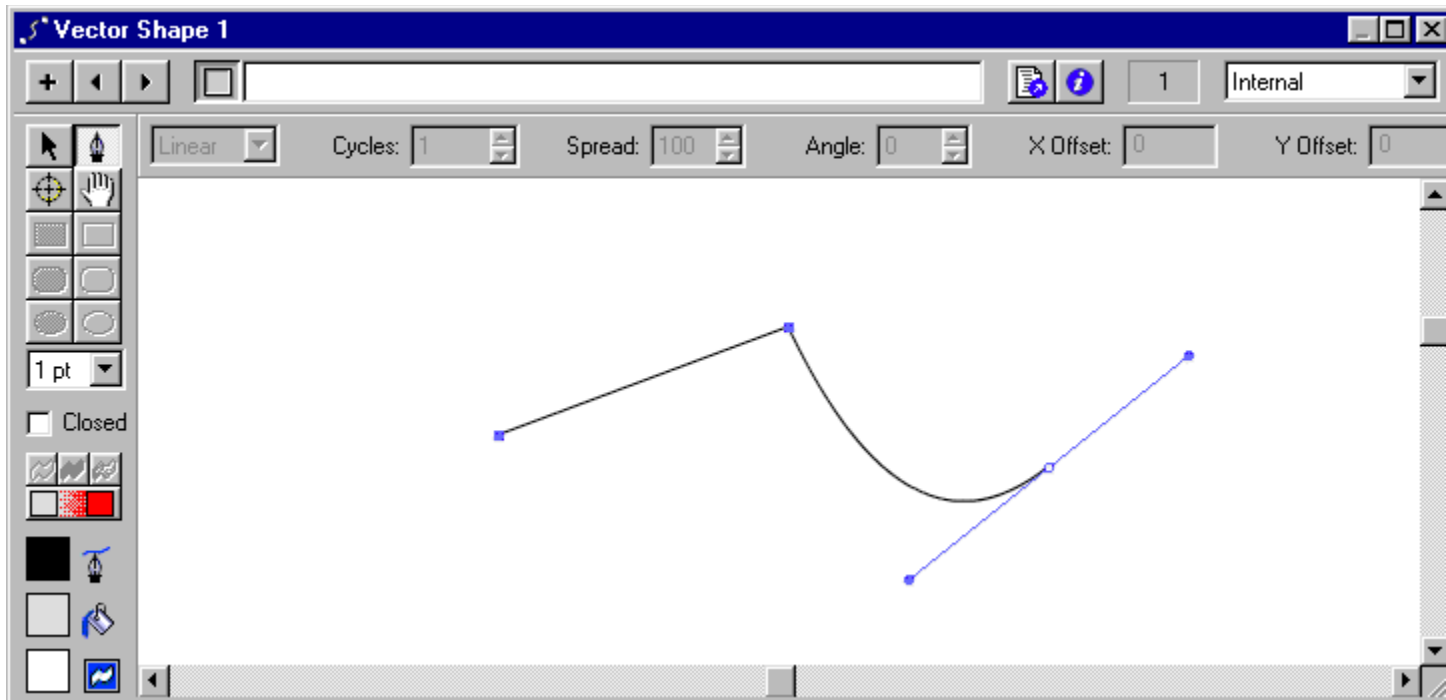 Vector Shape 1
1
Internal
Linear
Cycles: 1
Spread: 100
Angle: 0
X Offset: 0
Y Offset: 0
1 pt
Closed